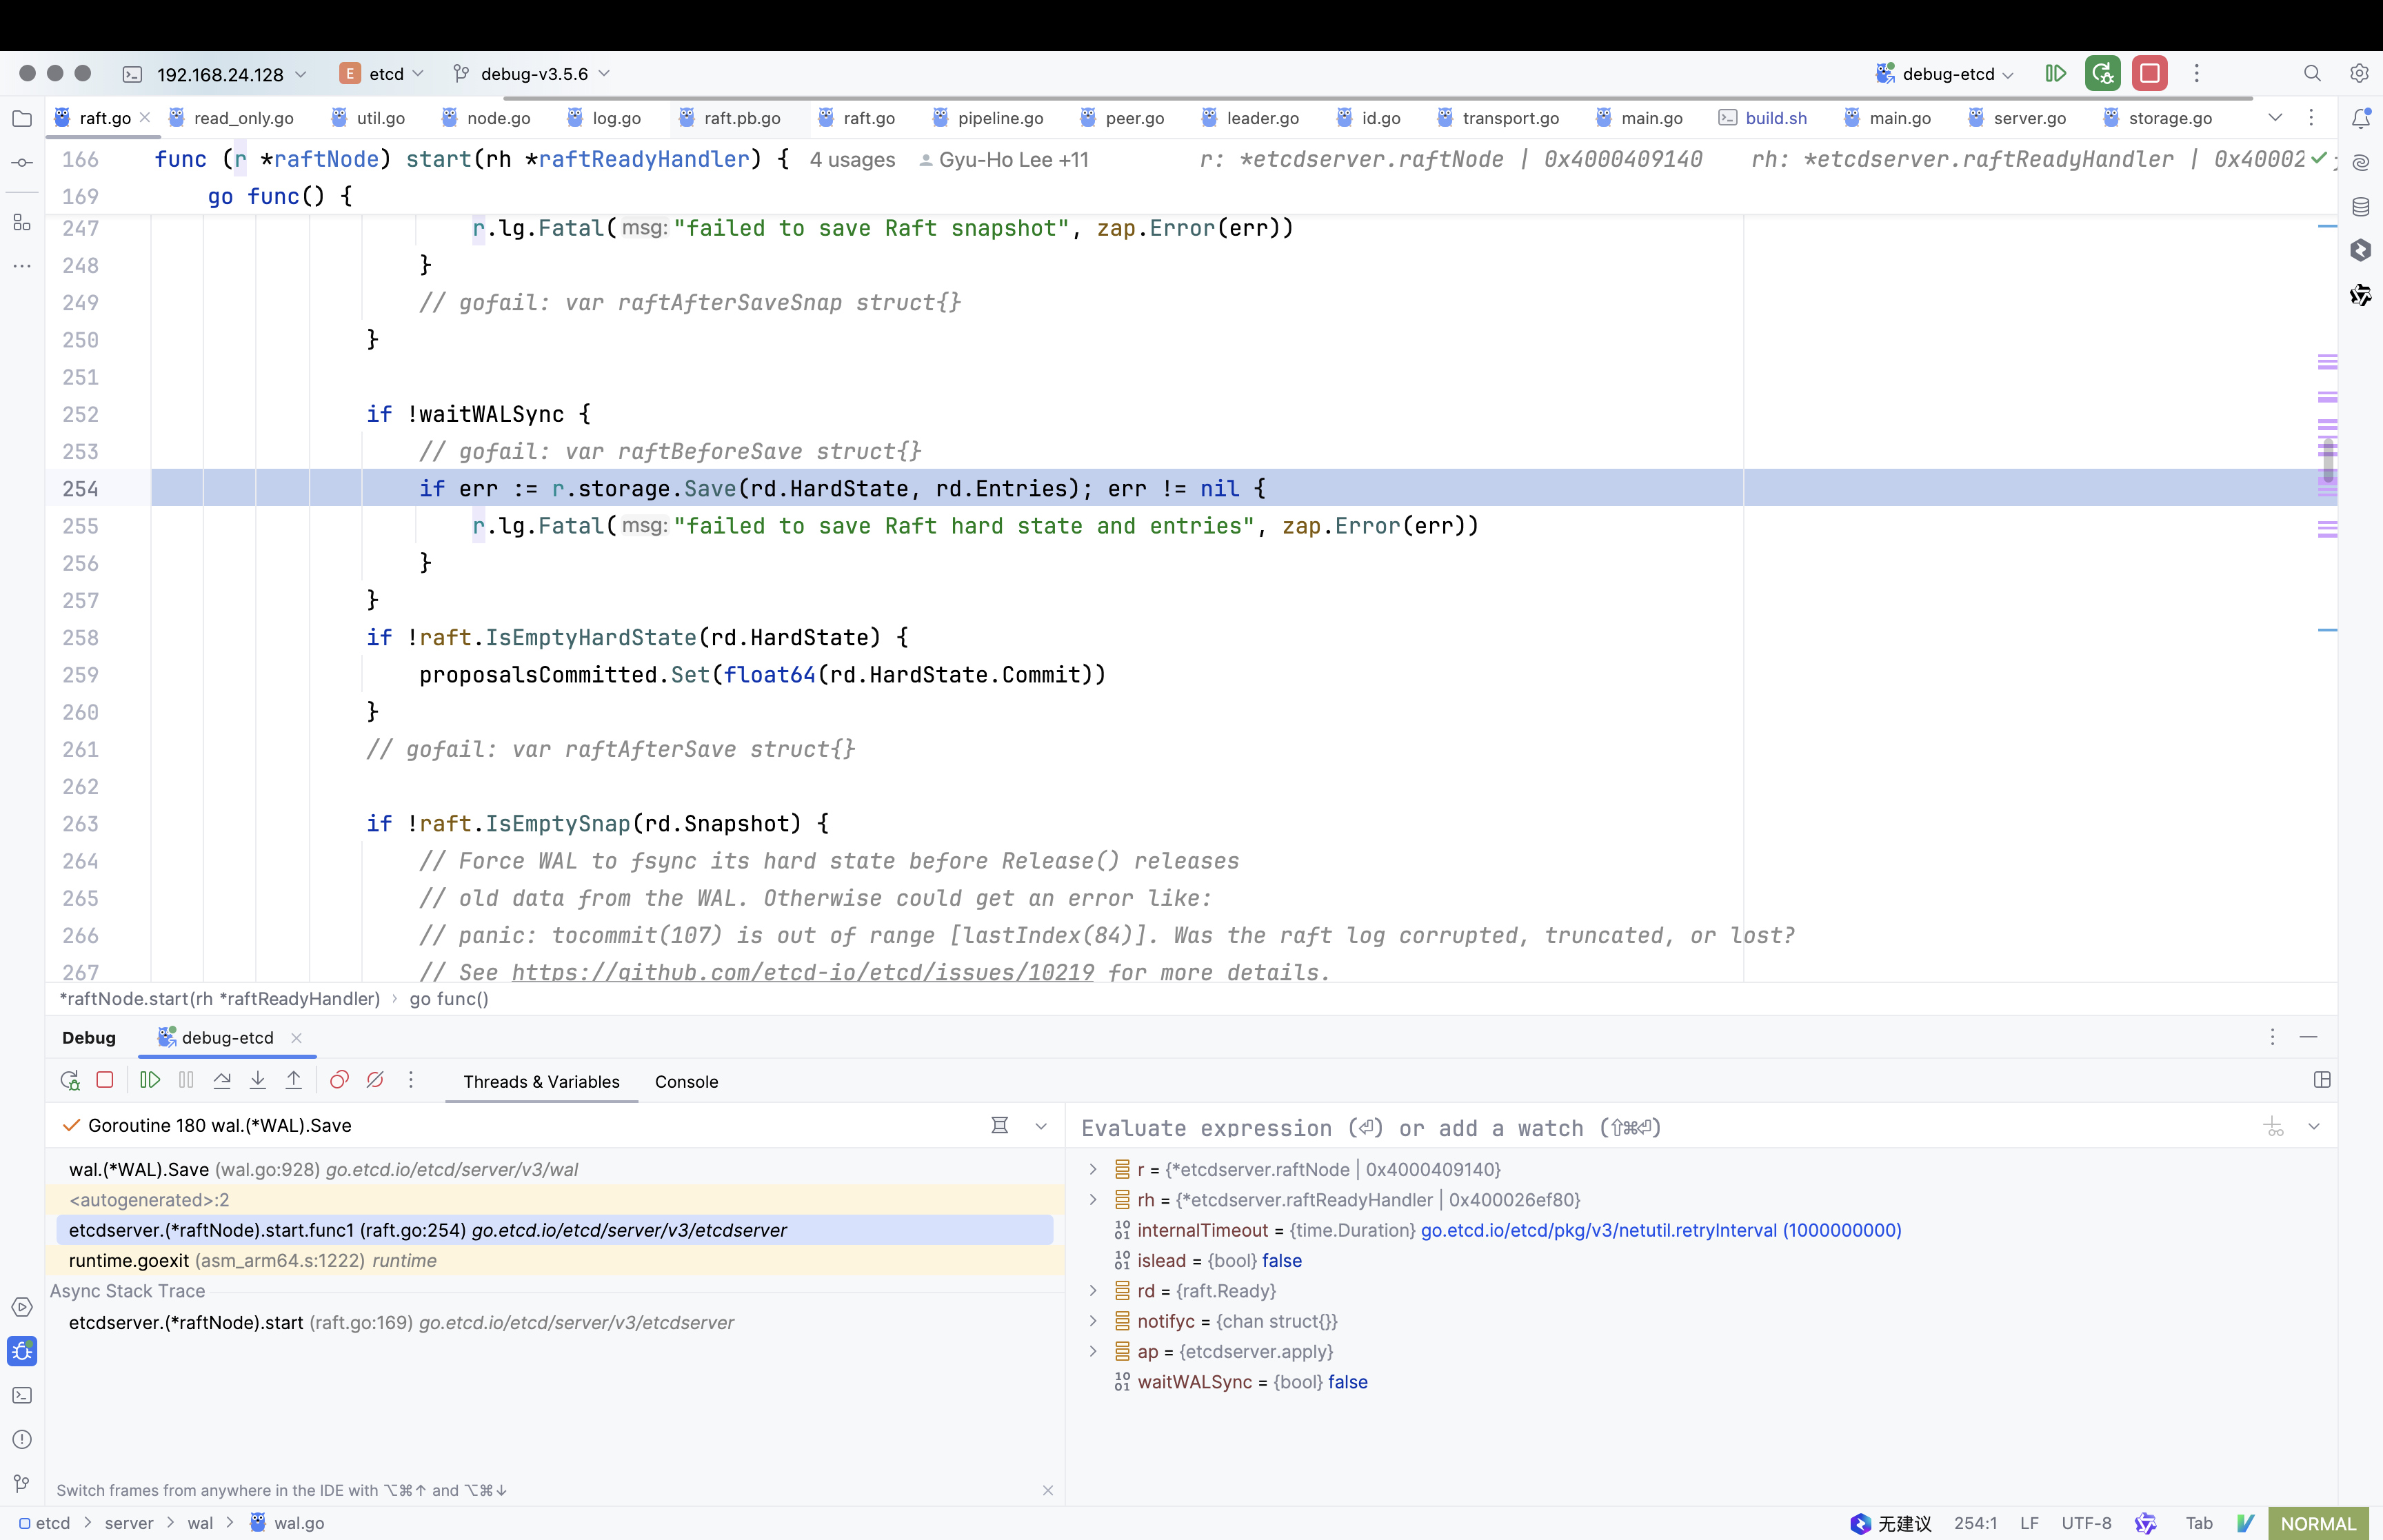 192.168.24.128 E etcd debug-v3.5.6 debug-etcd
raft.go read_only.go util.go node.go log.go raft.pb.go raft.go pipeline.go peer.go leader.go id.go transport.go main.go build.sh main.go server.go storage.go
166 func (r *raftNode) start(rh *raftReadyHandler) { 4 usages Gyu-Ho Lee +11 r: *etcdserver.raftNode | 0x4000409140 rh: *etcdserver.raftReadyHandler | 0x40002
169 go func() {
247 r.lg.Fatal( msg: "failed to save Raft snapshot", zap.Error(err))
248 }
249 // gofail: var raftAfterSaveSnap struct{}
250 }
251
252 if !waitWALSync {
253 // gofail: var raftBeforeSave struct{}
254 if err := r.storage.Save(rd.HardState, rd.Entries); err != nil {
255 r.lg.Fatal( msg: "failed to save Raft hard state and entries", zap.Error(err))
256 }
257 }
258 if !raft.IsEmptyHardState(rd.HardState) {
259 proposalsCommitted.Set(float64(rd.HardState.Commit))
260 }
261 // gofail: var raftAfterSave struct{}
262
263 if !raft.IsEmptySnap(rd.Snapshot) {
264 // Force WAL to fsync its hard state before Release() releases
265 // old data from the WAL. Otherwise could get an error like:
266 // panic: tocommit(107) is out of range [lastIndex(84)]. Was the raft log corrupted, truncated, or lost?
267 // See https://github.com/etcd-io/etcd/issues/10219 for more details.
*raftNode.start(rh *raftReadyHandler) › go func()
Debug debug-etcd
Threads & Variables Console
Goroutine 180 wal.(*WAL).Save
Evaluate expression (⏎) or add a watch (⇧⌘⏎)
wal.(*WAL).Save (wal.go:928) go.etcd.io/etcd/server/v3/wal
<autogenerated>:2
etcdserver.(*raftNode).start.func1 (raft.go:254) go.etcd.io/etcd/server/v3/etcdserver
runtime.goexit (asm_arm64.s:1222) runtime
Async Stack Trace
etcdserver.(*raftNode).start (raft.go:169) go.etcd.io/etcd/server/v3/etcdserver
r = {*etcdserver.raftNode | 0x4000409140}
rh = {*etcdserver.raftReadyHandler | 0x400026ef80}
internalTimeout = {time.Duration} go.etcd.io/etcd/pkg/v3/netutil.retryInterval (1000000000)
islead = {bool} false
rd = {raft.Ready}
notifyc = {chan struct{}}
ap = {etcdserver.apply}
waitWALSync = {bool} false
Switch frames from anywhere in the IDE with ⌥⌘↑ and ⌥⌘↓
etcd > server > wal > wal.go
无建议 254:1 LF UTF-8 Tab NORMAL